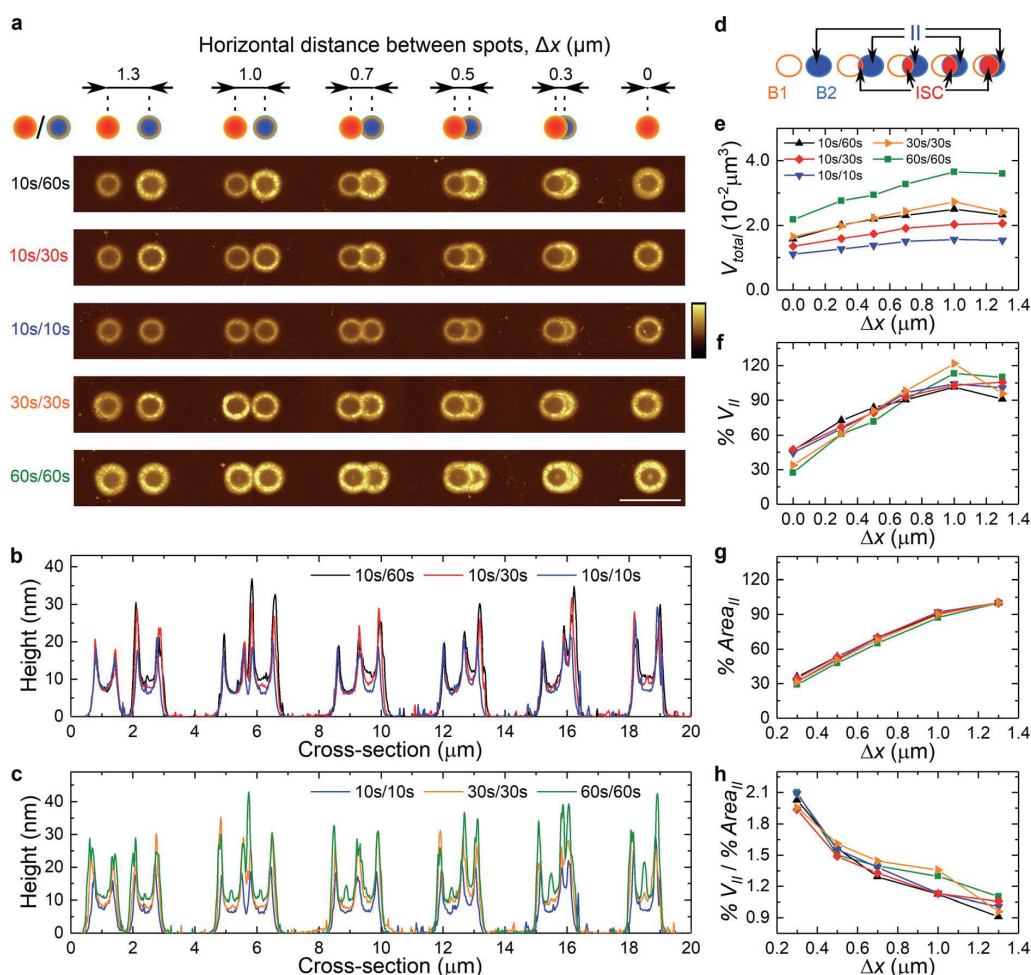 a
Horizontal distance between spots, Δx (μm)
1.3 1.0 0.7 0.5 0.3 0
/
10s/60s
10s/30s
10s/10s
30s/30s
60s/60s
b
Height (nm)
40
30
20
10
0
10s/60s 10s/30s 10s/10s
0 2 4 6 8 10 12 14 16 18 20
Cross-section (μm)
c
Height (nm)
50
40
30
20
10
0
10s/10s 30s/30s 60s/60s
0 2 4 6 8 10 12 14 16 18 20
Cross-section (μm)
d
II
B1 B2 ISC
e
V_total (10⁻²μm³)
4.0
2.0
0.0
10s/60s 30s/30s
10s/30s 60s/60s
10s/10s
0.0 0.2 0.4 0.6 0.8 1.0 1.2 1.4
Δx (μm)
f
% V_II
120
90
60
30
0
0.0 0.2 0.4 0.6 0.8 1.0 1.2 1.4
Δx (μm)
g
% Area_II
120
90
60
30
0
0.2 0.4 0.6 0.8 1.0 1.2 1.4
Δx (μm)
h
% V_II / % Area_II
2.1
1.8
1.5
1.2
0.9
0.2 0.4 0.6 0.8 1.0 1.2 1.4
Δx (μm)